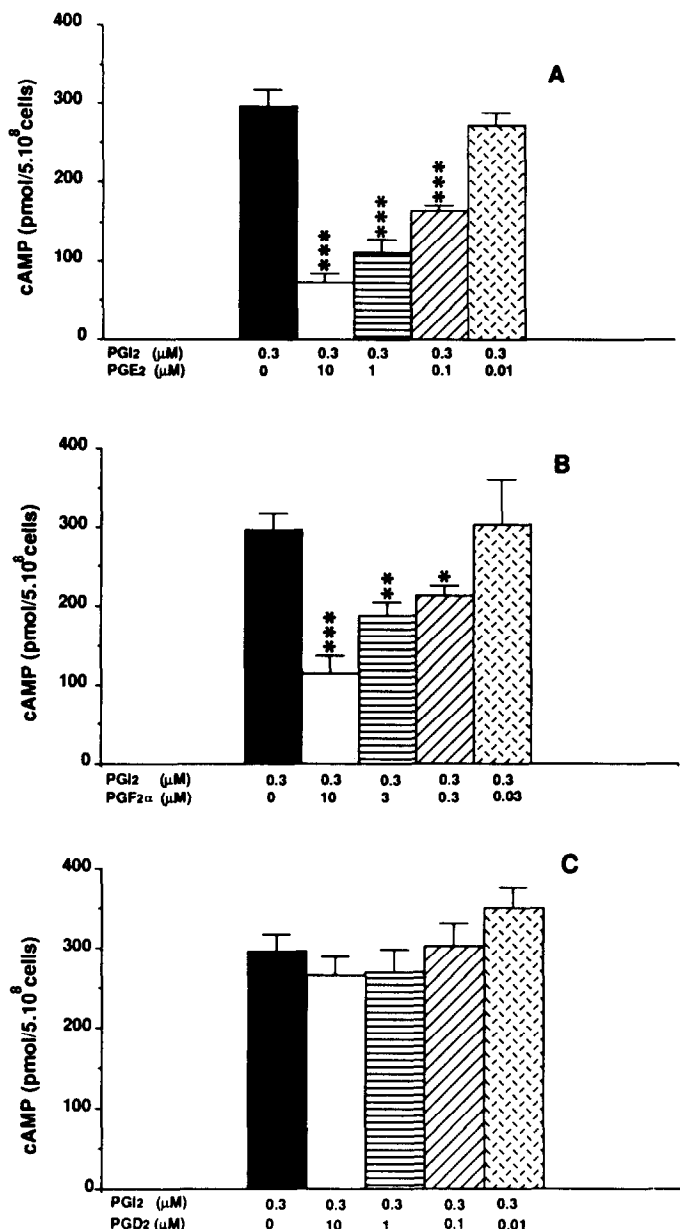 A
cAMP (pmol/5.10⁸cells)
400
300
200
100
0
***
***
***
PGI₂ (µM) 0.3 0.3 0.3 0.3 0.3
PGE₂ (µM) 0 10 1 0.1 0.01
B
cAMP (pmol/5.10⁸cells)
400
300
200
100
0
***
**
*
PGI₂ (µM) 0.3 0.3 0.3 0.3 0.3
PGF₂α (µM) 0 10 3 0.3 0.03
C
cAMP (pmol/5.10⁸cells)
400
300
200
100
0
PGI₂ (µM) 0.3 0.3 0.3 0.3 0.3
PGD₂ (µM) 0 10 1 0.1 0.01